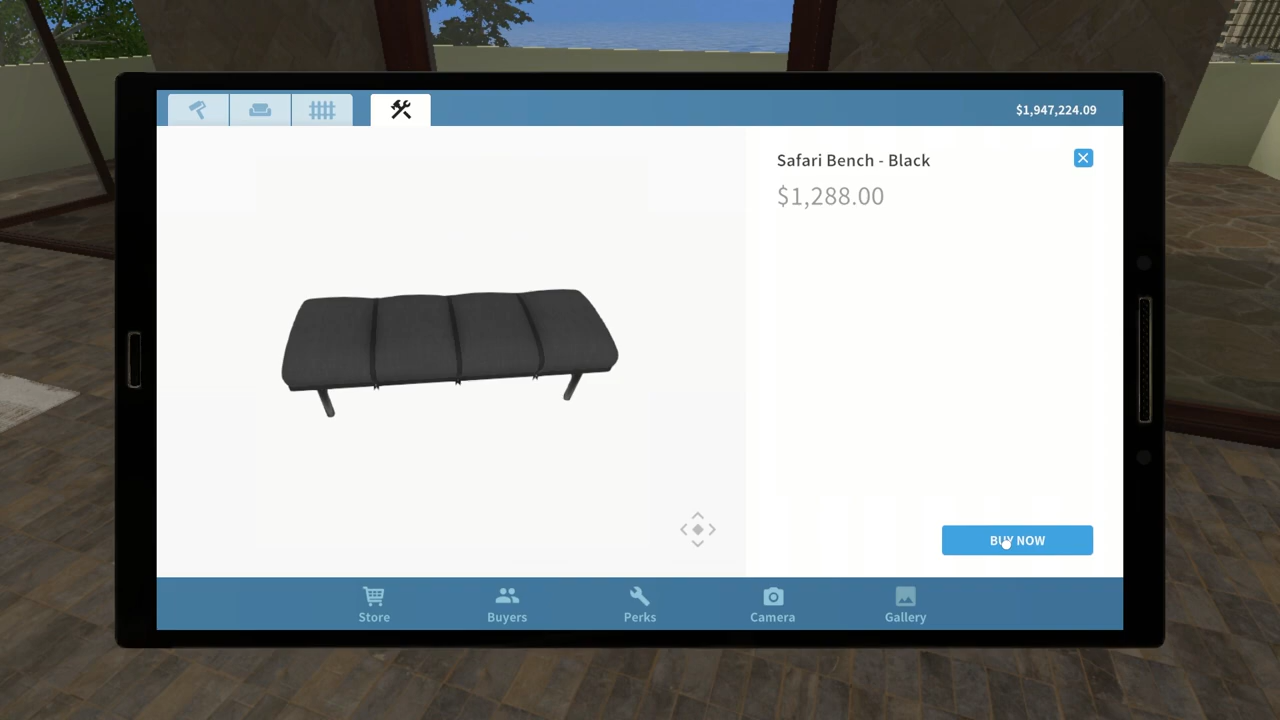 $1,947,224.09
Safari Bench - Black
$1,288.00
BUY NOW
Store
Buyers
Perks
Camera
Gallery